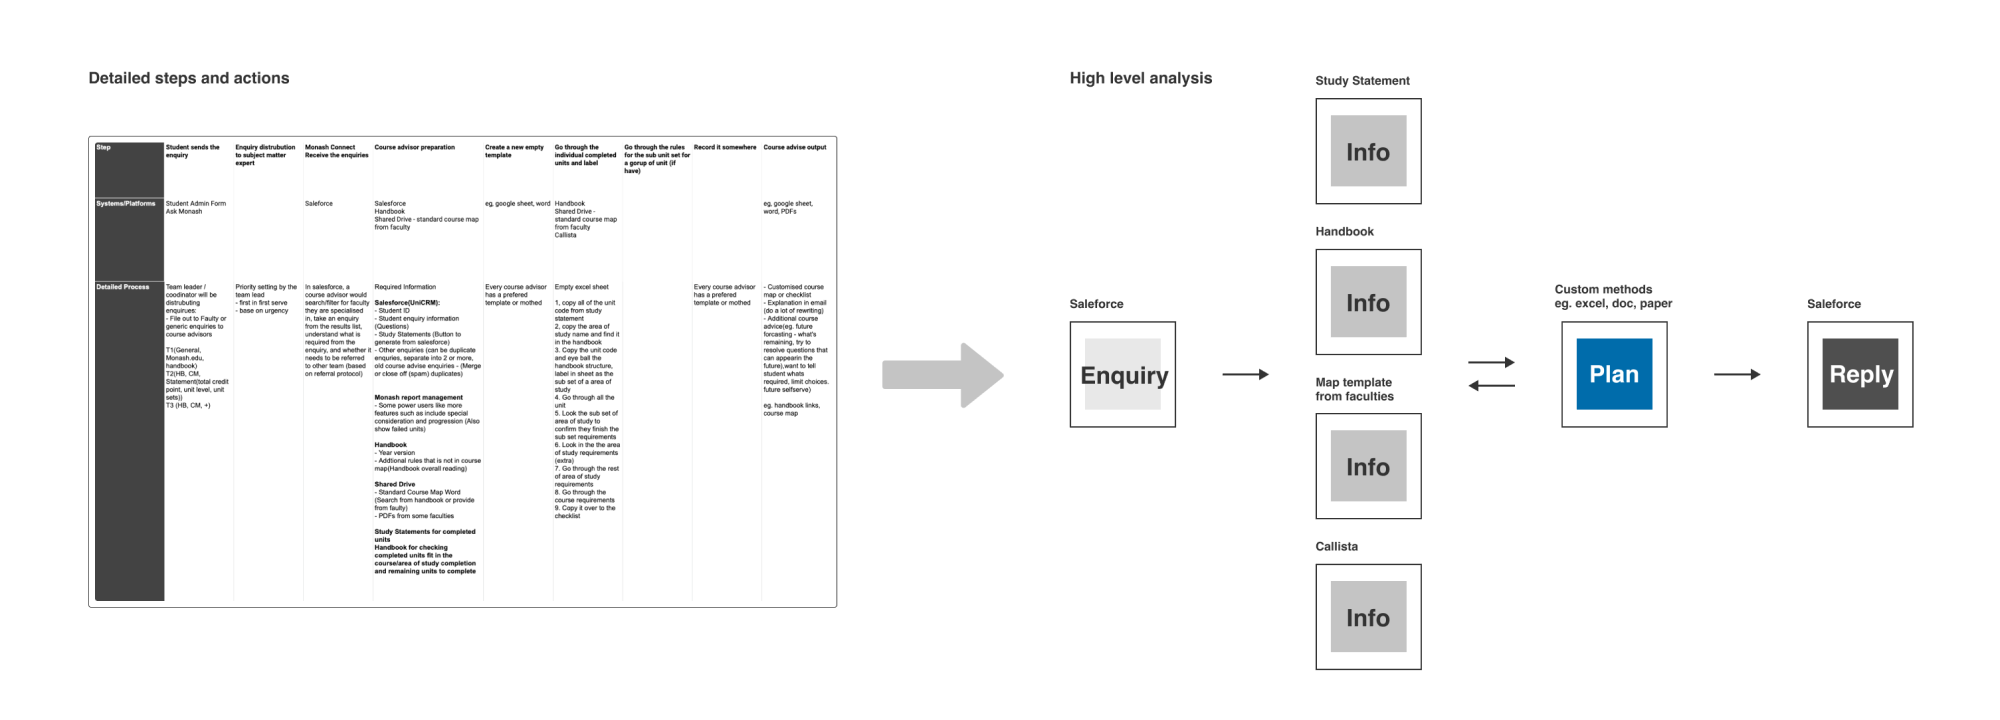 Detailed steps and actions
Step
Student sends the
enquiry
Enquiry distrubution
to subject matter
expert
Monash Connect
Receive the enquiries
Course advisor preparation
Create a new empty
template
Go through the
individual completed
units and label
Go through the rules
for the sub unit set for
a gorup of unit (if
have)
Record it somewhere
Course advise output
Systems/Platforms
Student Admin Form
Ask Monash
Saleforce
Salesforce
Handbook
Shared Drive - standard course map
from faculty
eg, google sheet, word
Handbook
Shared Drive -
standard course map
from faculty
Callista
eg, google sheet,
word, PDFs
Detailed Process
Team leader /
coodinator will be
distrubuting
enquirues:
- File out to Faulty or
generic enquiries to
course advisors
T1(General,
Monash.edu,
handbook)
T2(HB, CM,
Statement(total credit
point, unit level, unit
sets))
T3 (HB, CM, +)
Priority setting by the
team lead
- first in first serve
- base on urgency
In salesforce, a
course advisor would
search/filter for faculty
they are specialised
in, take an enquiry
from the results list,
understand what is
required from the
enquiry, and whether it
needs to be referred
to other team (based
on referral protocol)
Required Information
Salesforce(UniCRM):
- Student ID
- Student enquiry information
(Questions)
- Study Statements (Button to
generate from salesforce)
- Other enquiries (can be duplicate
enquries, separate into 2 or more,
old course advise enquiries - (Merge
or close off (spam) duplicates)
Monash report management
- Some power users like more
features such as include special
consideration and progression (Also
show failed units)
Handbook
- Year version
- Addtional rules that is not in course
map(Handbook overall reading)
Shared Drive
- Standard Course Map Word
(Search from handbook or provide
from faulty)
- PDFs from some faculties
Study Statements for completed
units
Handbook for checking
completed units fit in the
course/area of study completion
and remaining units to complete
Every course advisor
has a prefered
template or mothed
Empty excel sheet
1, copy all of the unit
code from study
statement
2, copy the area of
study name and find it
in the handbook
3. Copy the unit code
and eye ball the
handbook structure,
label in sheet as the
sub set of a area of
study
4. Go through all the
unit
5. Look the sub set of
area of study to
confirm they finish the
sub set requirements
6. Look in the the area
of study requirements
(extra)
7. Go through the rest
of area of study
requirements
8. Go through the
course requirements
9. Copy it over to the
checklist
Every course advisor
has a prefered
template or mothed
- Customised course
map or checklist
- Explanation in email
(do a lot of rewriting)
- Additional course
advice(eg. future
forcasting - what's
remaining, try to
resolve questions that
can appearin the
future),want to tell
student whats
required, limit choices.
future selfserve)
eg. handbook links,
course map
High level analysis
Saleforce
Enquiry
Study Statement
Info
Handbook
Info
Map template
from faculties
Info
Callista
Info
Custom methods
eg. excel, doc, paper
Plan
Saleforce
Reply